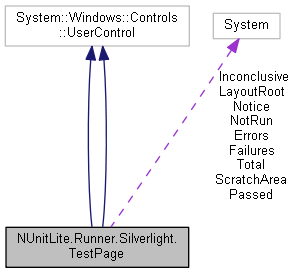 System::Windows::Controls
::UserControl
System
Inconclusive
LayoutRoot
Notice
NotRun
Errors
Failures
Total
ScratchArea
Passed
NUnitLite.Runner.Silverlight.
TestPage